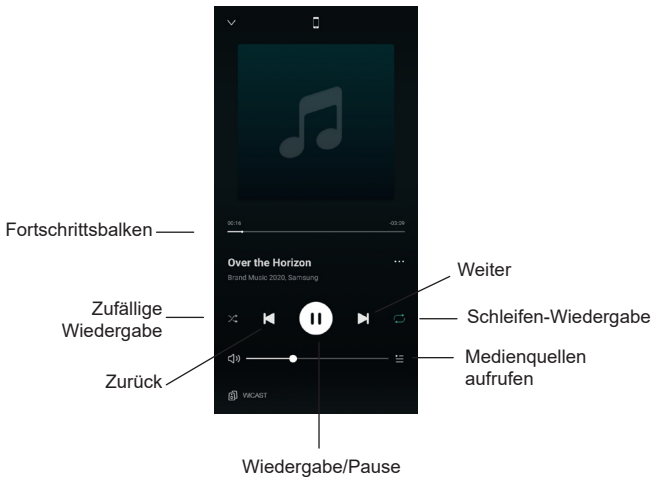 00:16
-03:09
Fortschrittsbalken
Over the Horizon
Brand Music 2020, Samsung
Weiter
Zufällige
Wiedergabe
Schleifen-Wiedergabe
Medienquellen
aufrufen
Zurück
WiCAST
Wiedergabe/Pause